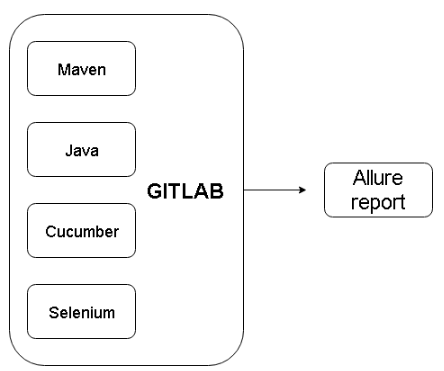 Maven
Java
GITLAB
Cucumber
Selenium
Allure
report